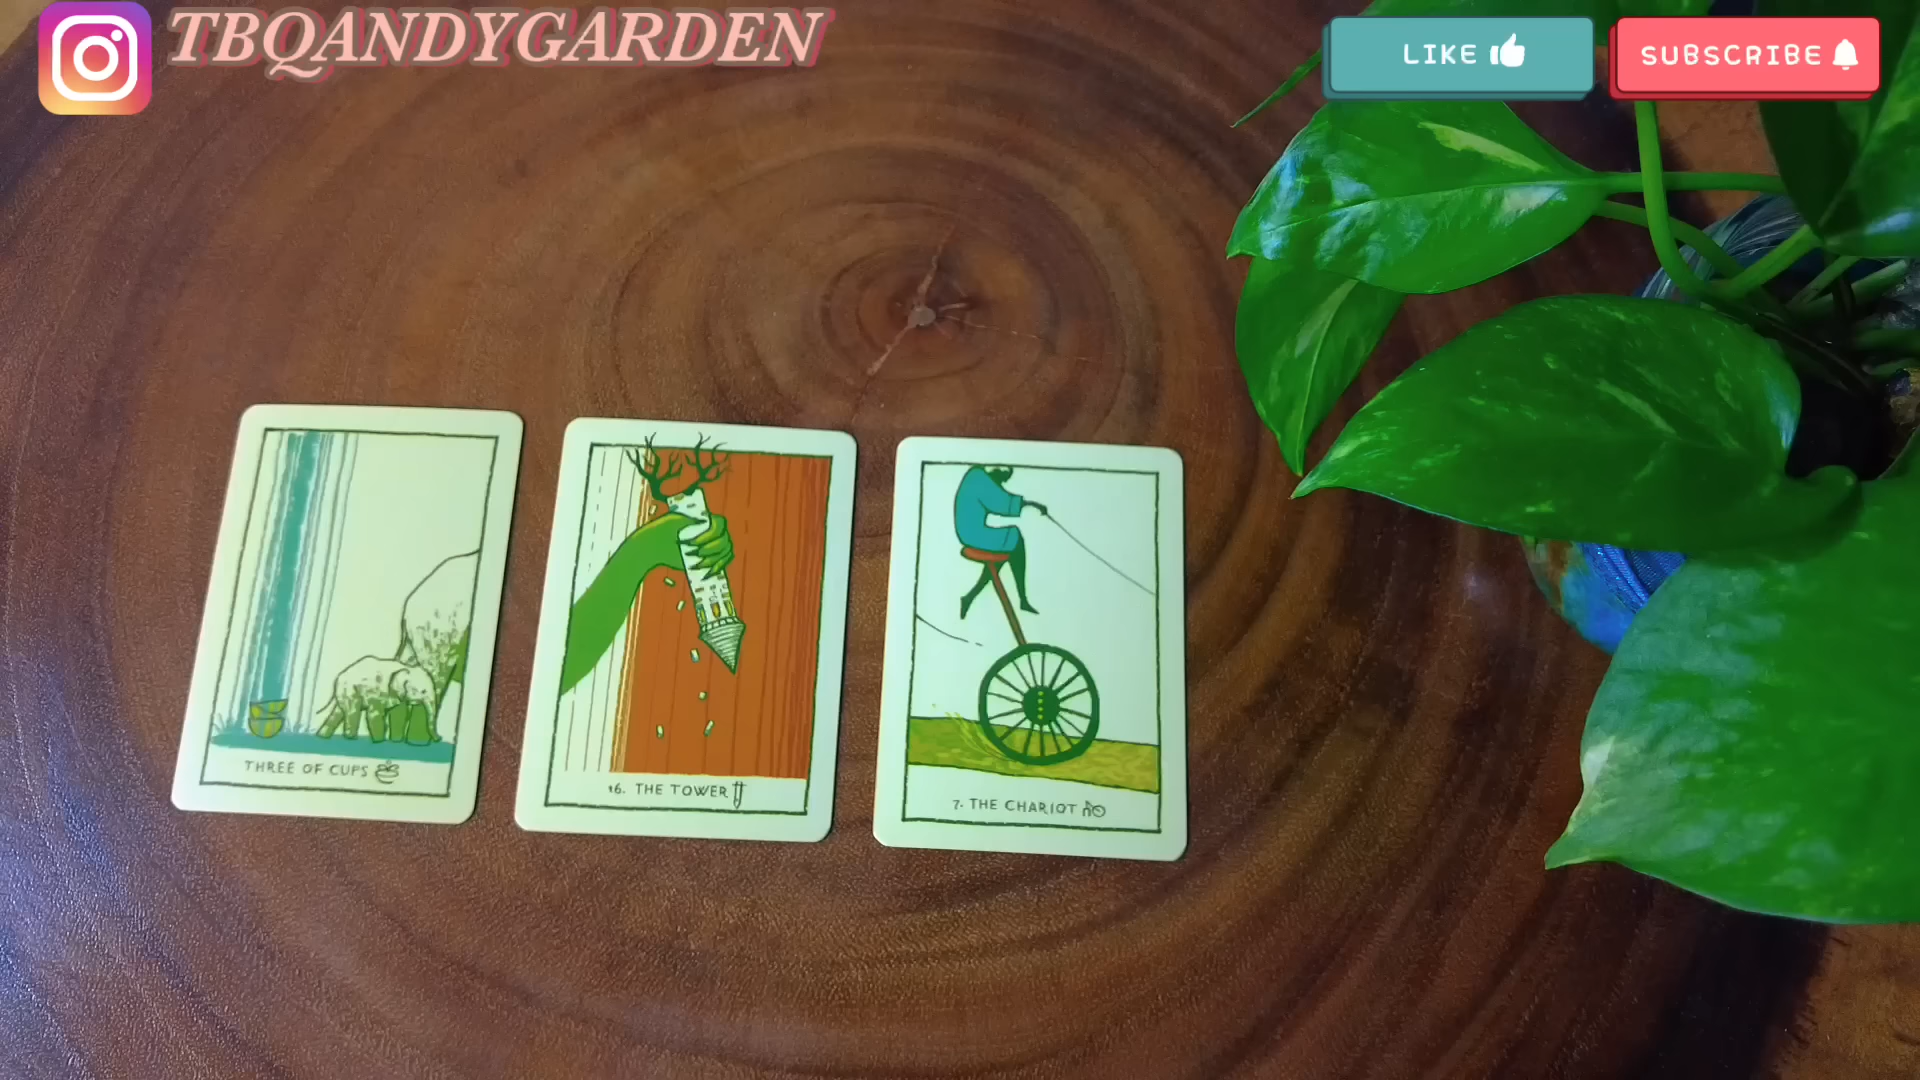 TBQANDYGARDEN
LIKE
SUBSCRIBE
THREE OF CUPS
16. THE TOWER
7. THE CHARIOT